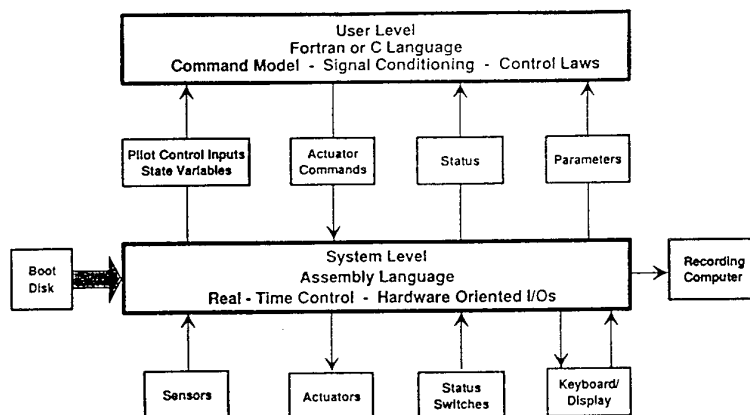 User Level
Fortran or C Language
Command Model - Signal Conditioning - Control Laws
Pilot Control Inputs
State Variables
Actuator
Commands
Status
Parameters
Boot
Disk
System Level
Assembly Language
Real - Time Control - Hardware Oriented I/Os
Recording
Computer
Sensors
Actuators
Status
Switches
Keyboard/
Display